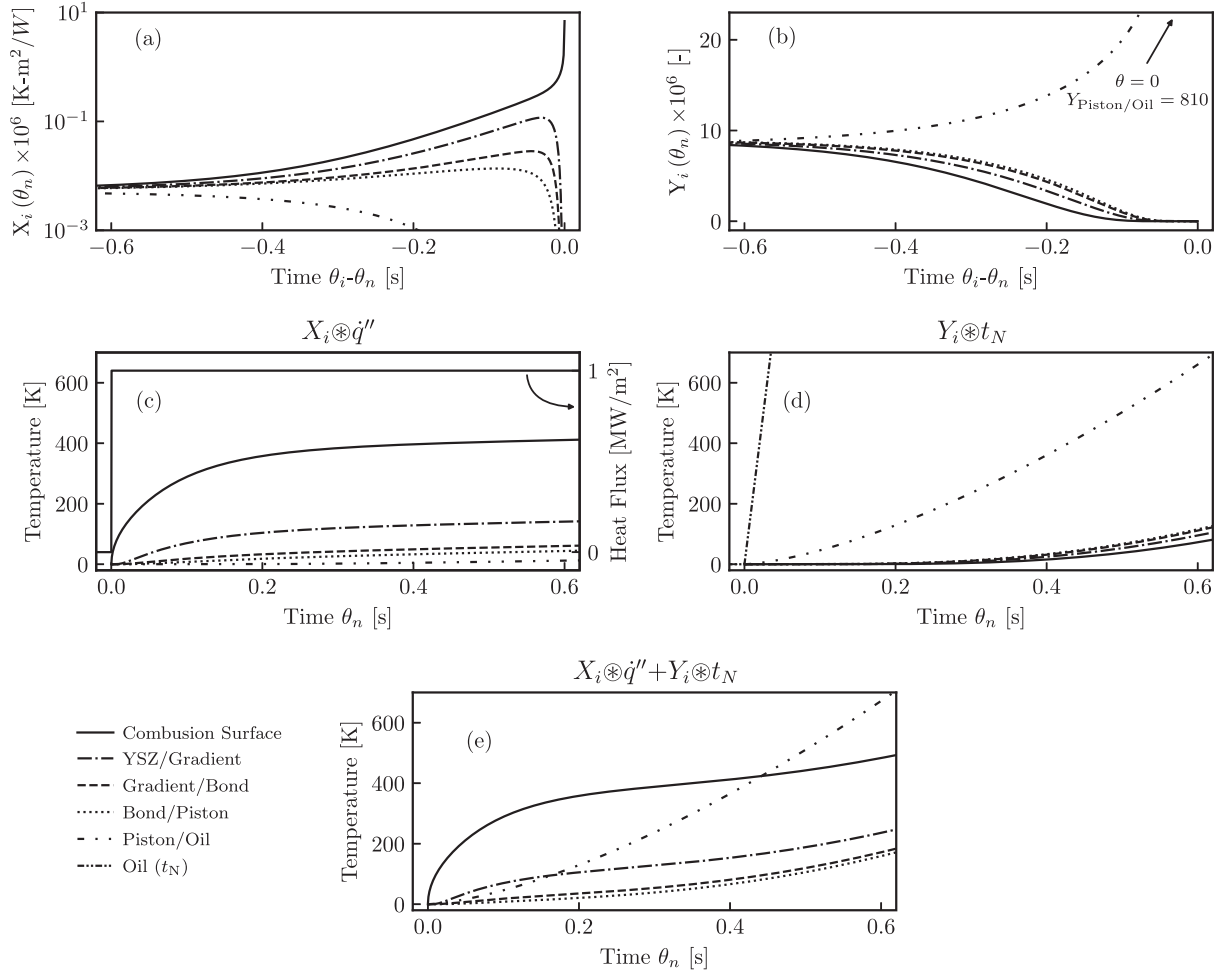 10^1
10^{-1}
10^{-3}
X_i(θ_n) ×10^6 [K-m²/W]
(a)
−0.6 −0.4 −0.2 0.0
Time θ_i-θ_n [s]
20
10
0
Y_i(θ_n) ×10^6 [-]
(b)
θ = 0
Y_{Piston/Oil} = 810
−0.6 −0.4 −0.2 0.0
Time θ_i-θ_n [s]
X_i⊛q̇″
600
400
200
0
Temperature [K]
(c)
1
0
Heat Flux [MW/m²]
0.0 0.2 0.4 0.6
Time θ_n [s]
Y_i⊛t_N
600
400
200
0
Temperature [K]
(d)
0.0 0.2 0.4 0.6
Time θ_n [s]
X_i⊛q̇″+Y_i⊛t_N
Combusion Surface
YSZ/Gradient
Gradient/Bond
Bond/Piston
Piston/Oil
Oil (t_N)
600
400
200
0
Temperature [K]
(e)
0.0 0.2 0.4 0.6
Time θ_n [s]